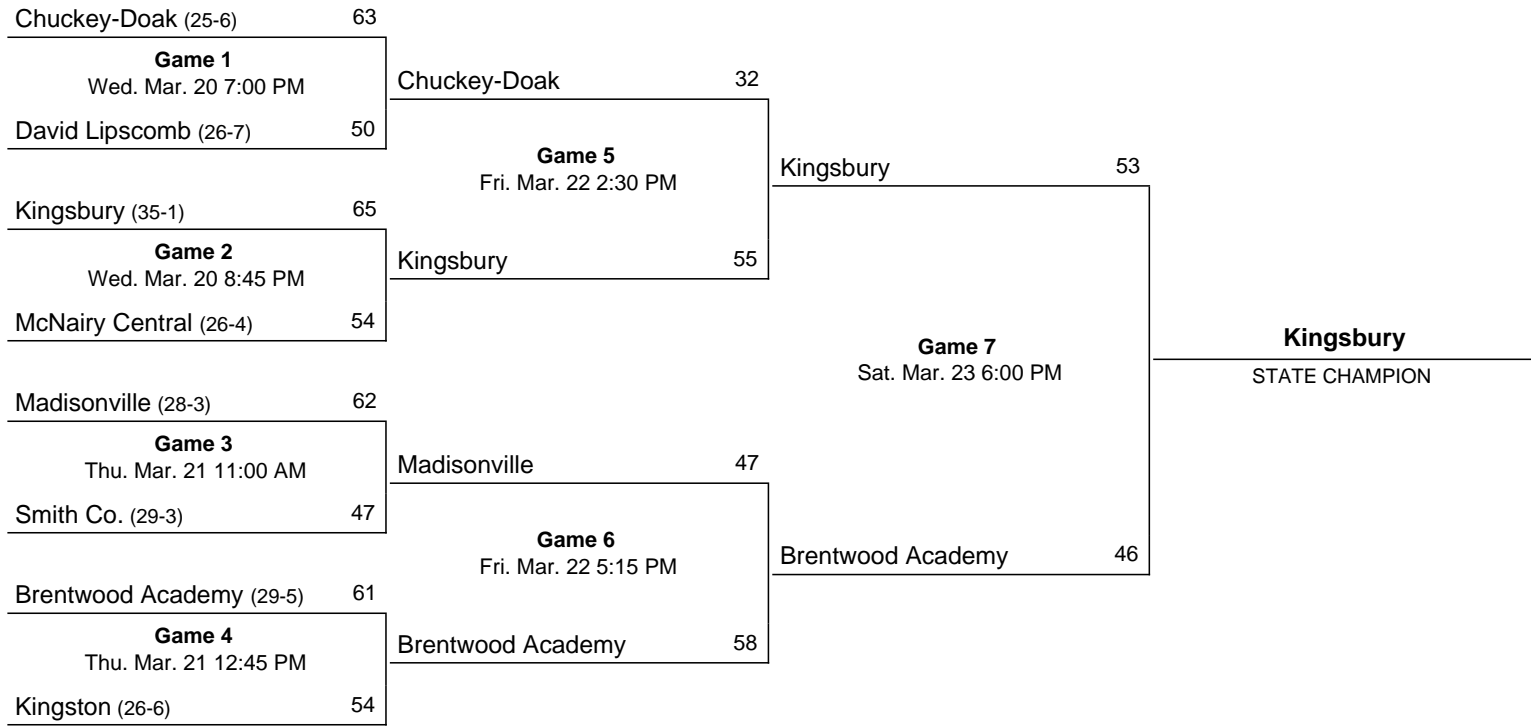 Chuckey-Doak (25-6) 63
Game 1
Wed. Mar. 20 7:00 PM
David Lipscomb (26-7) 50
Kingsbury (35-1) 65
Game 2
Wed. Mar. 20 8:45 PM
McNairy Central (26-4) 54
Madisonville (28-3) 62
Game 3
Thu. Mar. 21 11:00 AM
Smith Co. (29-3) 47
Brentwood Academy (29-5) 61
Game 4
Thu. Mar. 21 12:45 PM
Kingston (26-6) 54
Chuckey-Doak 32
Game 5
Fri. Mar. 22 2:30 PM
Kingsbury 55
Madisonville 47
Game 6
Fri. Mar. 22 5:15 PM
Brentwood Academy 58
Kingsbury 53
Game 7
Sat. Mar. 23 6:00 PM
Brentwood Academy 46
Kingsbury
STATE CHAMPION